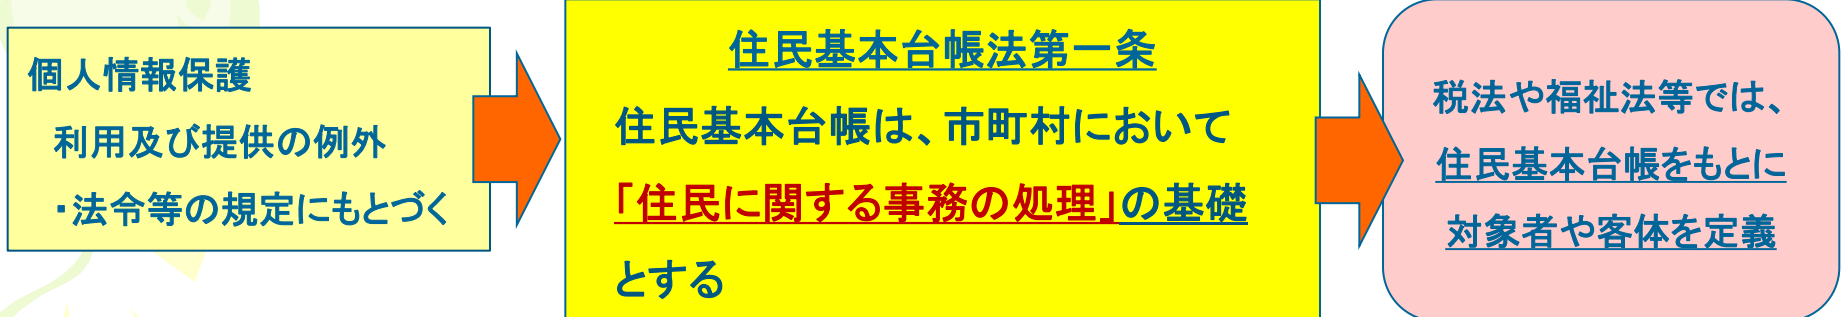 個人情報保護
利用及び提供の例外
・法令等の規定にもとづく
住民基本台帳法第一条
住民基本台帳は、市町村において
「住民に関する事務の処理」の基礎
とする
税法や福祉法等では、
住民基本台帳をもとに
対象者や客体を定義